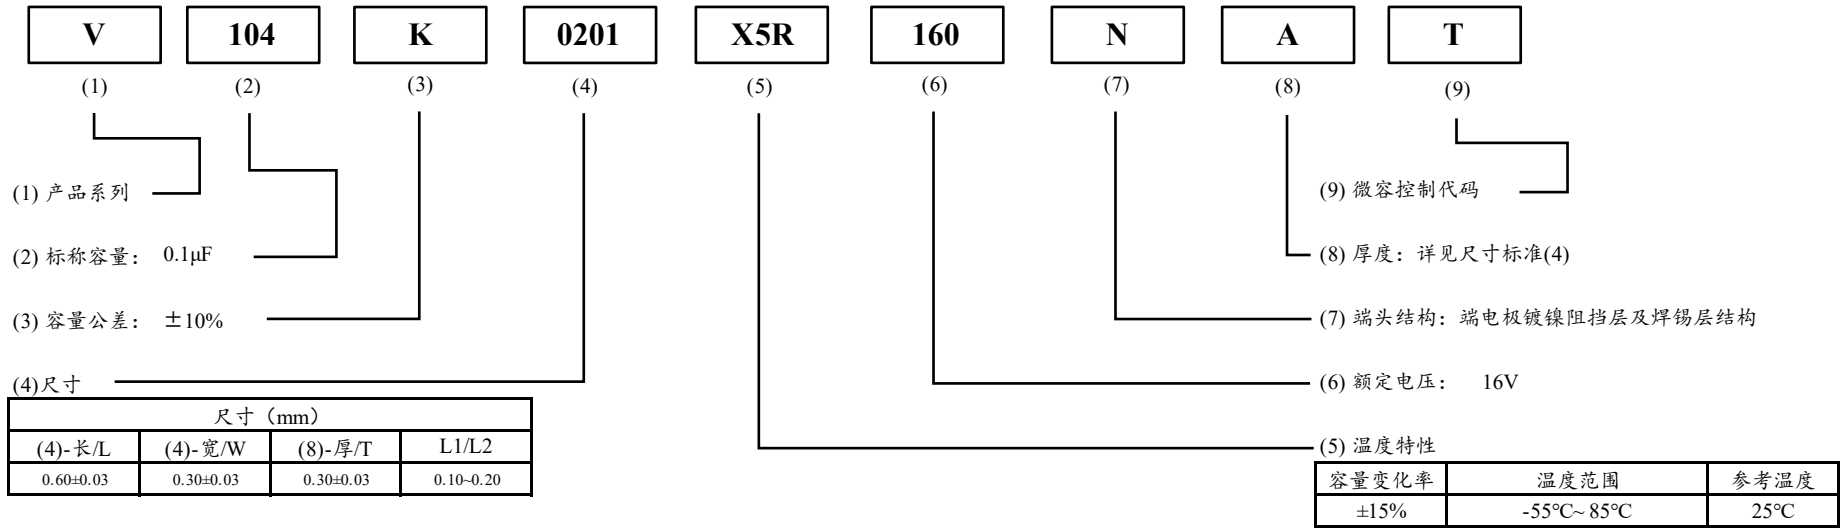 V 104 K 0201 X5R 160 N A T
(1) (2) (3) (4) (5) (6) (7) (8) (9)
(1) 产品系列
(9) 微容控制代码
(2) 标称容量: 0.1μF
(8) 厚度: 详见尺寸标准(4)
(3) 容量公差: ±10%
(7) 端头结构: 端电极镀镍阻挡层及焊锡层结构
(4)尺寸
(6) 额定电压: 16V
尺寸（mm）
(4)-长/L (4)-宽/W (8)-厚/T L1/L2
0.60±0.03 0.30±0.03 0.30±0.03 0.10~0.20
(5) 温度特性
容量变化率 温度范围 参考温度
±15% -55℃~ 85℃ 25℃